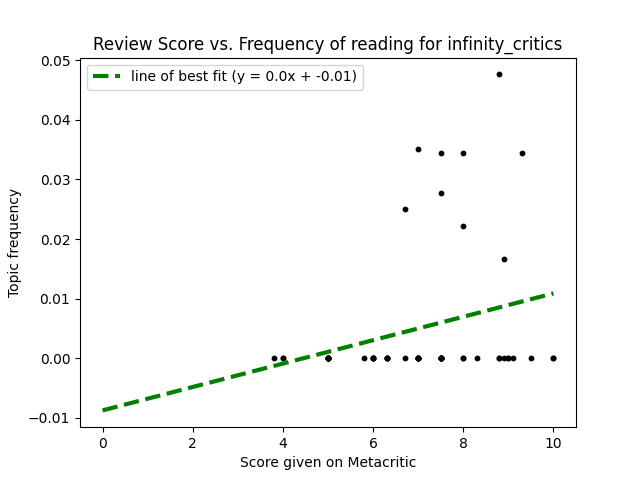 Review Score vs. Frequency of reading for infinity_critics
line of best fit (y = 0.0x + -0.01)
0.05
0.04
0.03
0.02
0.01
0.00
−0.01
Topic frequency
0 2 4 6 8 10
Score given on Metacritic